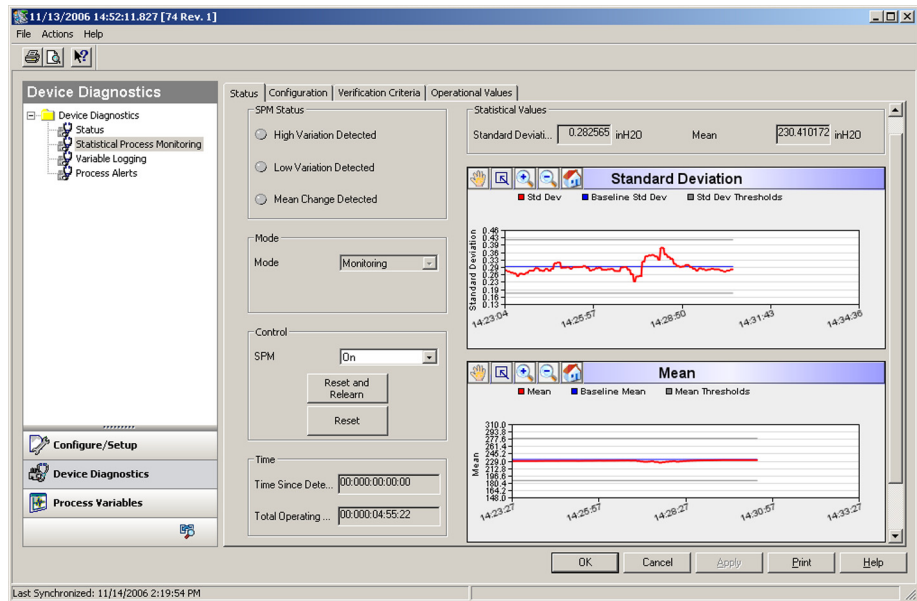 11/13/2006 14:52:11.827 [74 Rev. 1]
File Actions Help
Device Diagnostics
Device Diagnostics
Status
Statistical Process Monitoring
Variable Logging
Process Alerts
Configure/Setup
Device Diagnostics
Process Variables
Status Configuration Verification Criteria Operational Values
SPM Status
High Variation Detected
Low Variation Detected
Mean Change Detected
Mode
Mode Monitoring
Control
SPM On
Reset and
Relearn
Reset
Time
Time Since Dete... 00:000:00:00:00
Total Operating ... 00:000:04:55:22
Statistical Values
Standard Deviati... 0.282565 inH2O Mean 230.410172 inH2O
Standard Deviation
Std Dev Baseline Std Dev Std Dev Thresholds
Standard Deviation
0.46
0.43
0.39
0.36
0.33
0.29
0.26
0.23
0.19
0.16
0.13
14:23:04 14:25:57 14:28:50 14:31:43 14:34:36
Mean
Mean Baseline Mean Mean Thresholds
Mean
310.0
293.8
277.6
261.4
245.2
229.0
212.8
196.6
180.4
164.2
148.0
14:23:27 14:25:57 14:28:27 14:30:57 14:33:27
OK Cancel Apply Print Help
Last Synchronized: 11/14/2006 2:19:54 PM